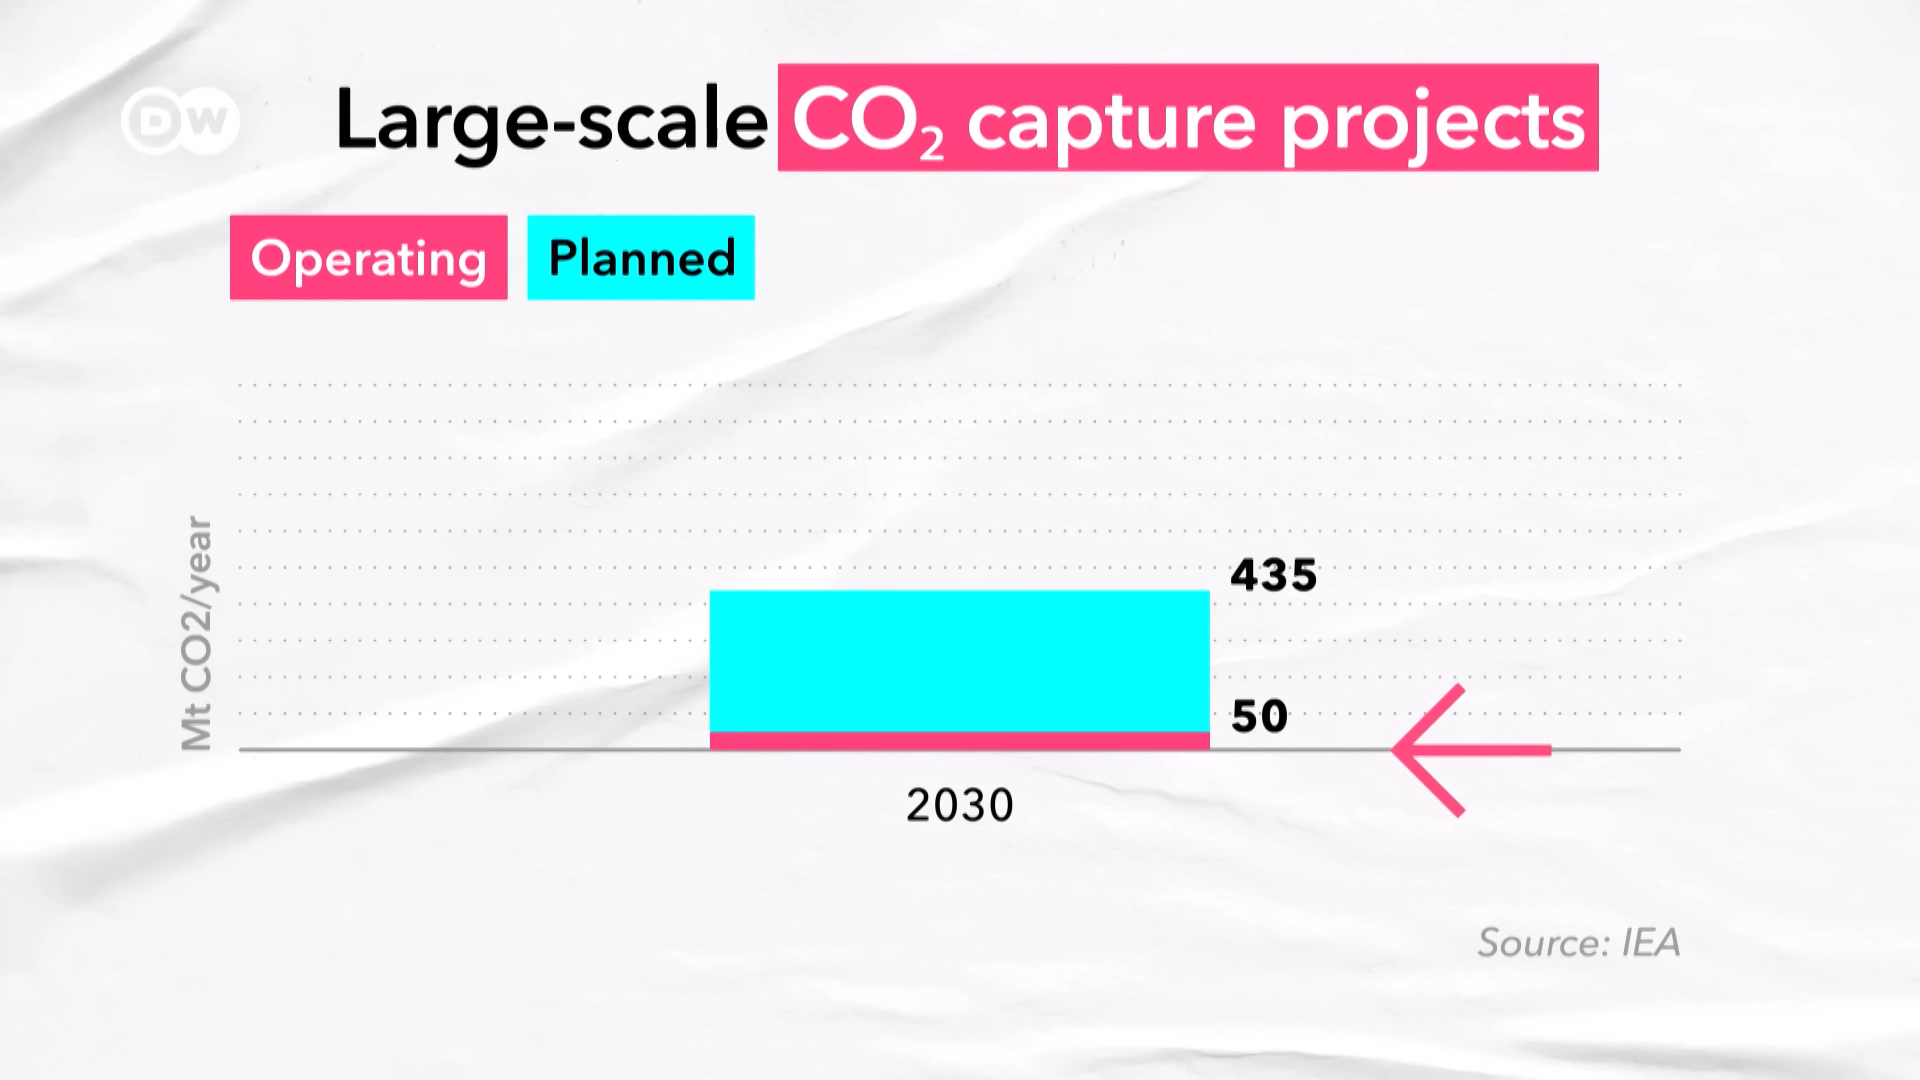 DW
Large-scale CO₂ capture projects
Operating
Planned
Mt CO2/year
435
50
2030
Source: IEA